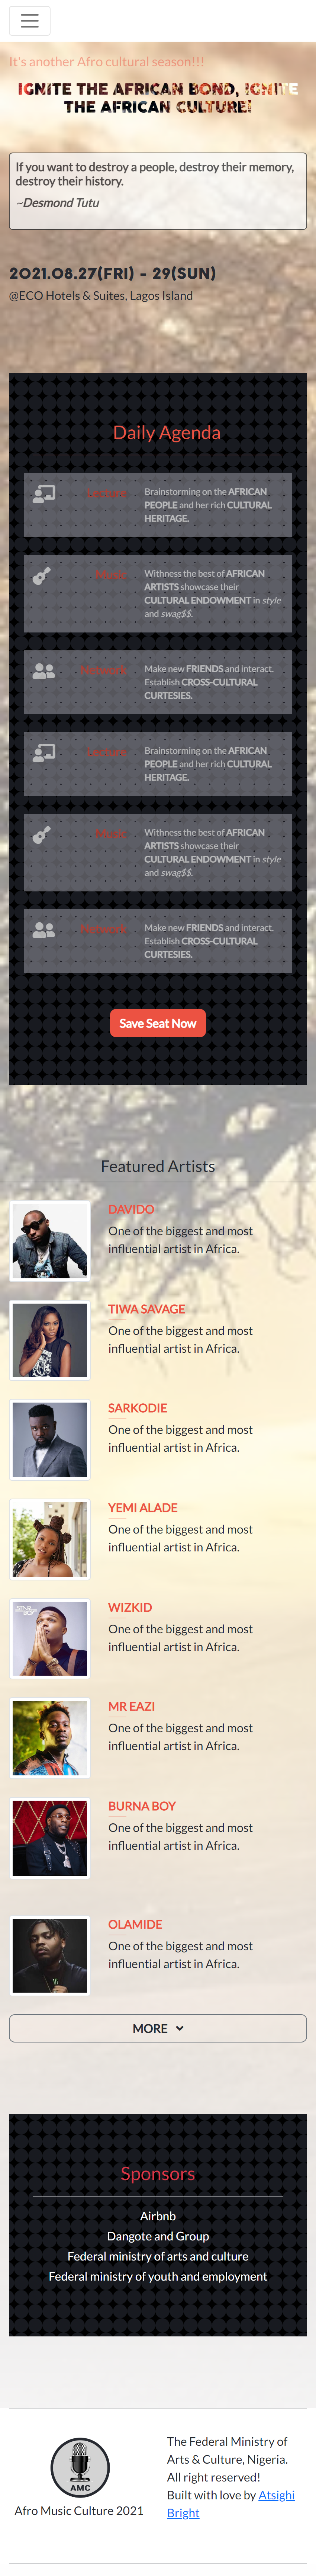 It's another Afro cultural season!!!
IGNITE THE AFRICAN BOND, IGNITE
THE AFRICAN CULTURE!
If you want to destroy a people, destroy their memory,
destroy their history.
~Desmond Tutu
2021.08.27(FRI) - 29(SUN)
@ECO Hotels & Suites, Lagos Island
Daily Agenda
Lecture
Brainstorming on the AFRICAN
PEOPLE and her rich CULTURAL
HERITAGE.
Music
Withness the best of AFRICAN
ARTISTS showcase their
CULTURAL ENDOWMENT in style
and swag$$.
Network
Make new FRIENDS and interact.
Establish CROSS-CULTURAL
CURTESIES.
Lecture
Brainstorming on the AFRICAN
PEOPLE and her rich CULTURAL
HERITAGE.
Music
Withness the best of AFRICAN
ARTISTS showcase their
CULTURAL ENDOWMENT in style
and swag$$.
Network
Make new FRIENDS and interact.
Establish CROSS-CULTURAL
CURTESIES.
Save Seat Now
Featured Artists
DAVIDO
One of the biggest and most
influential artist in Africa.
TIWA SAVAGE
One of the biggest and most
influential artist in Africa.
SARKODIE
One of the biggest and most
influential artist in Africa.
YEMI ALADE
One of the biggest and most
influential artist in Africa.
WIZKID
One of the biggest and most
influential artist in Africa.
MR EAZI
One of the biggest and most
influential artist in Africa.
BURNA BOY
One of the biggest and most
influential artist in Africa.
OLAMIDE
One of the biggest and most
influential artist in Africa.
MORE
Sponsors
Airbnb
Dangote and Group
Federal ministry of arts and culture
Federal ministry of youth and employment
AMC
Afro Music Culture 2021
The Federal Ministry of
Arts & Culture, Nigeria.
All right reserved!
Built with love by Atsighi
Bright